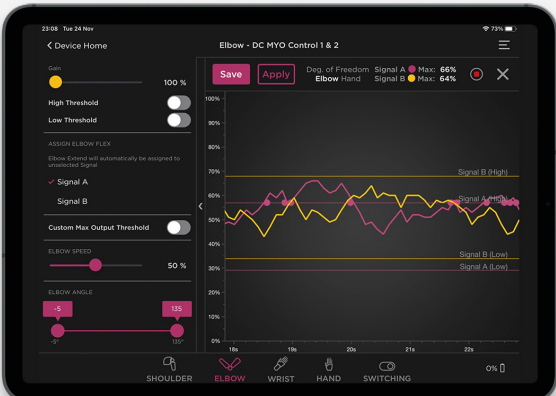 23:08 Tue 24 Nov
73%
Device Home
Elbow - DC MYO Control 1 & 2
Gain
100 %
High Threshold
Low Threshold
ASSIGN ELBOW FLEX
Elbow Extend will automatically be assigned to
unselected Signal
Signal A
Signal B
Custom Max Output Threshold
ELBOW SPEED
50 %
ELBOW ANGLE
-5
135
-5°
135°
Save
Apply
Deg. of Freedom
Elbow Hand
Signal A Max: 66%
Signal B Max: 64%
100%
90%
80%
70%
60%
50%
40%
30%
20%
10%
0%
Signal B (High)
Signal A (High)
Signal B (Low)
Signal A (Low)
18s
19s
20s
21s
22s
SHOULDER
ELBOW
WRIST
HAND
SWITCHING
0%